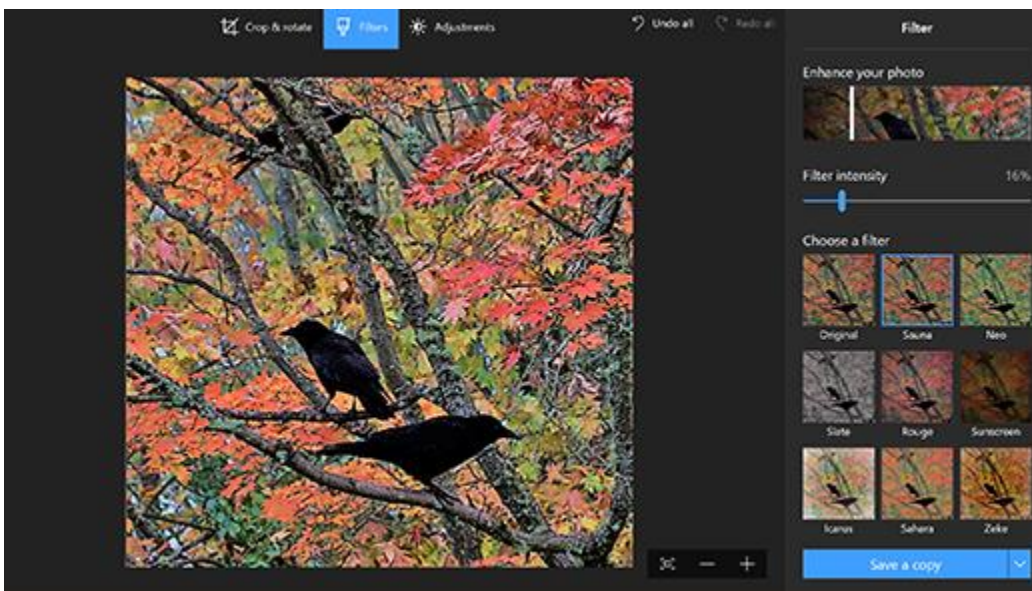 Crop & rotate
Filters
Adjustments
Undo all
Redo all
Filter
Enhance your photo
Filter intensity
16%
Choose a filter
Original
Sauna
Neo
Slate
Rouge
Sunscreen
Icarus
Sahara
Zeke
Save a copy